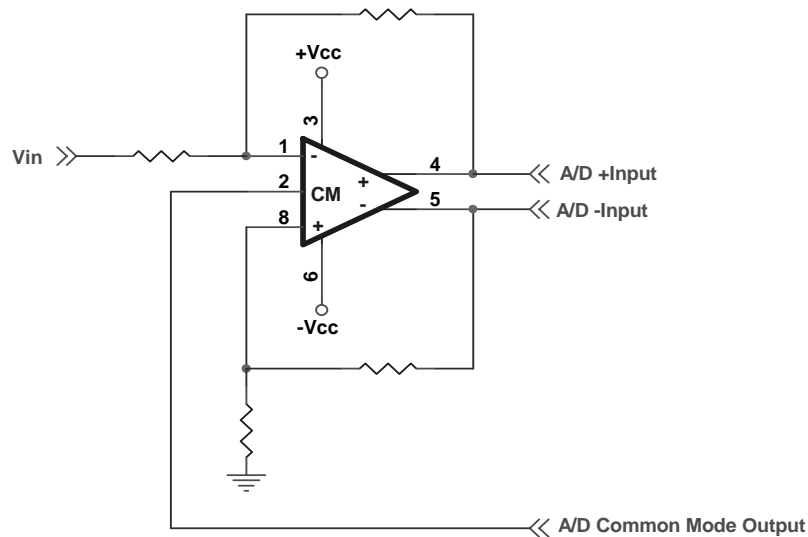 +Vcc
3
Vin
1
-
4
A/D +Input
+
2
CM
5
A/D -Input
-
8
+
6
-Vcc
A/D Common Mode Output